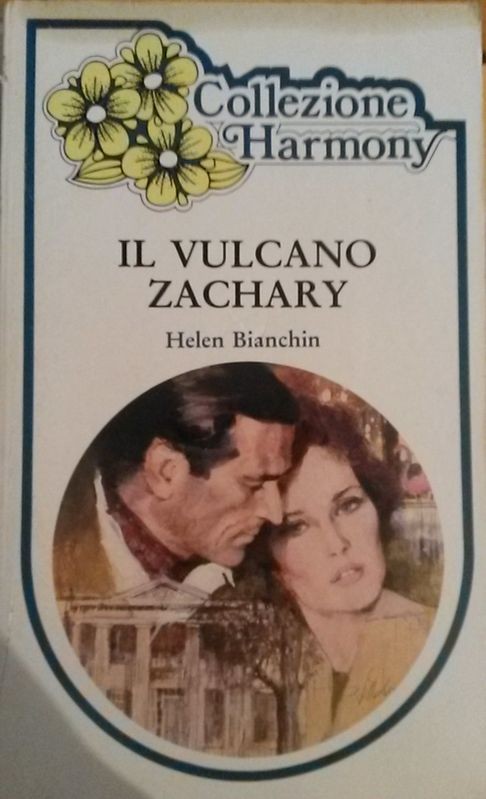 Collezione
Harmony
IL VULCANO
ZACHARY
Helen Bianchin